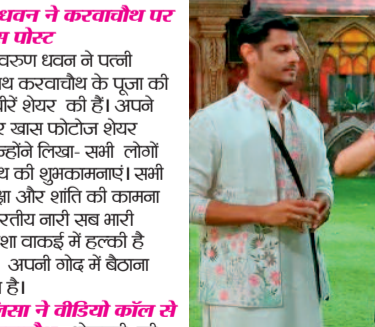 धवन ने करवाचौथ पर
पोस्ट
वरुण धवन ने पत्नी
करवाचौथ के पूजा की
शेयर की हैं। अपने
खास फोटोज शेयर
लिखा- सभी लोगों
की शुभकामनाएं। सभी
और शांति की कामना
नारी सब भारी
वाकई में हल्की है
अपनी गोद में बैठाना
है।
ने वीडियो कॉल से